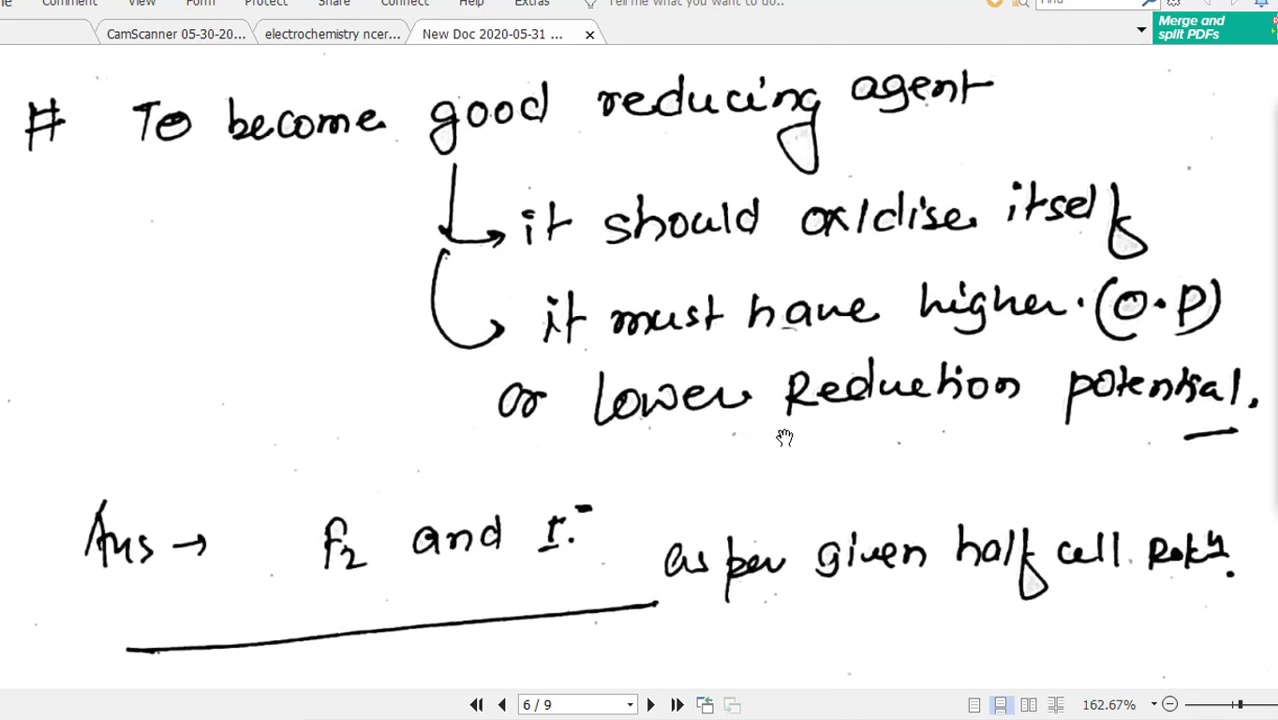 Comment View Form Protect Share Connect Help Extras Tell me what you want to do.. Find
CamScanner 05-30-20... electrochemistry ncer... New Doc 2020-05-31 ... × Merge and
split PDFs
# To become good reducing agent
it should oxidise itself
it must have higher (O.P)
or lower Reduction potential.
Ans → F2 and I- as per given half cell
6 / 9 162.67%